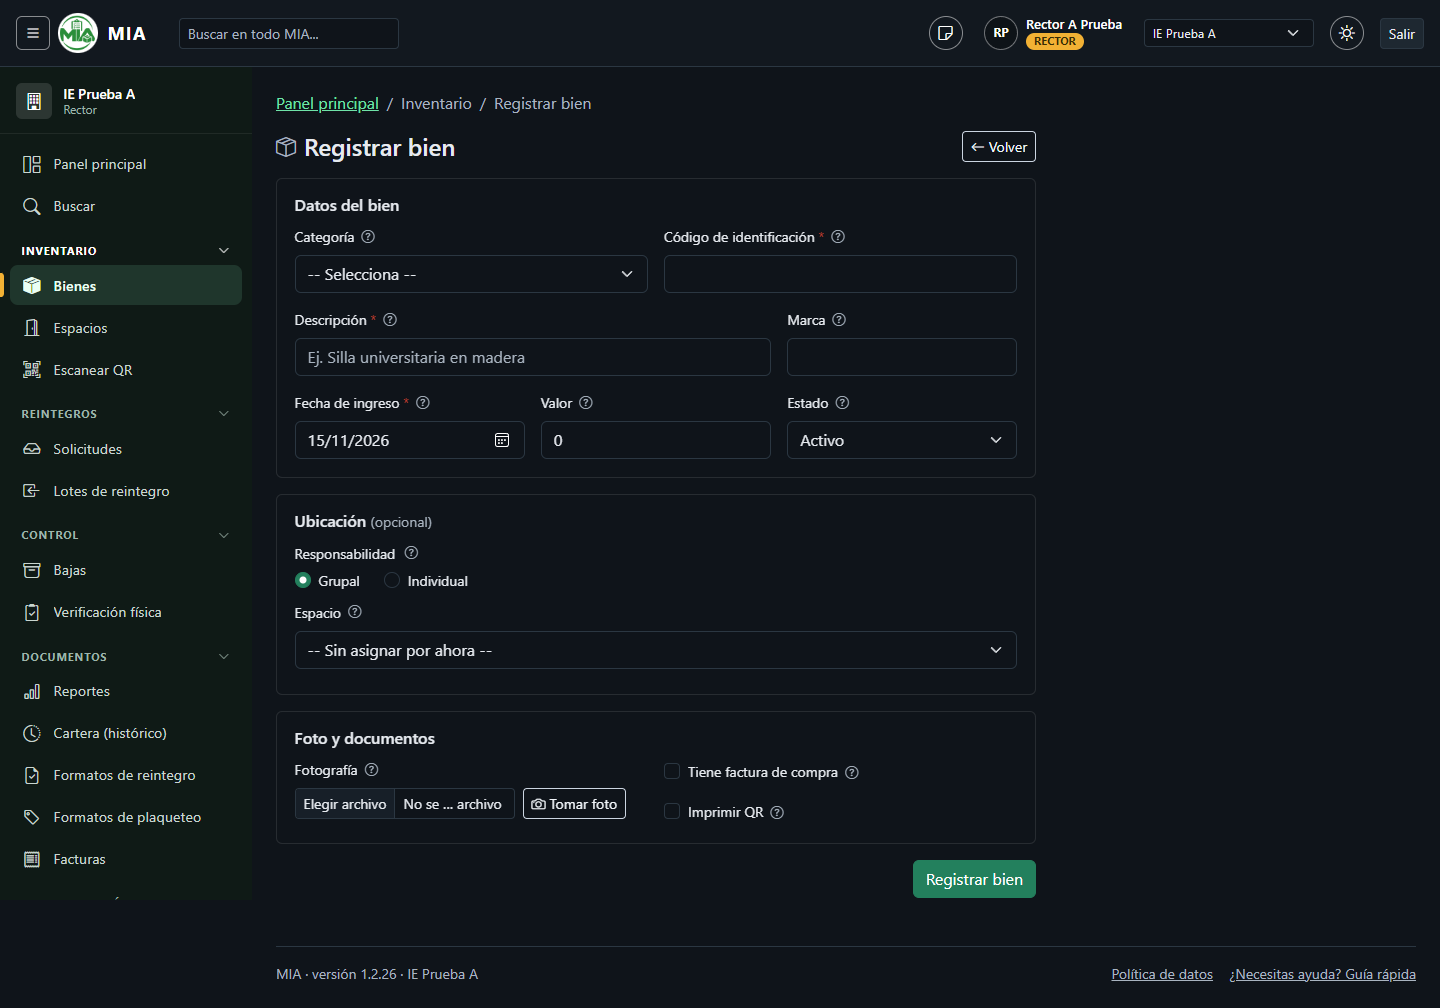 MIA
MIA
Buscar en todo MIA...
RP
Rector A Prueba
RECTOR
IE Prueba A
Salir
IE Prueba A
Rector
Panel principal
Buscar
INVENTARIO
Bienes
Espacios
Escanear QR
REINTEGROS
Solicitudes
Lotes de reintegro
CONTROL
Bajas
Verificación física
DOCUMENTOS
Reportes
Cartera (histórico)
Formatos de reintegro
Formatos de plaqueteo
Facturas
Panel principal / Inventario / Registrar bien
Registrar bien
← Volver
Datos del bien
Categoría ?
Código de identificación * ?
-- Selecciona --
Descripción * ?
Marca ?
Ej. Silla universitaria en madera
Fecha de ingreso * ?
Valor ?
Estado ?
15/11/2026
0
Activo
Ubicación (opcional)
Responsabilidad ?
Grupal
Individual
Espacio ?
-- Sin asignar por ahora --
Foto y documentos
Fotografía ?
Tiene factura de compra ?
Elegir archivo
No se ... archivo
Tomar foto
Imprimir QR ?
Registrar bien
MIA · versión 1.2.26 · IE Prueba A
Política de datos
¿Necesitas ayuda? Guía rápida